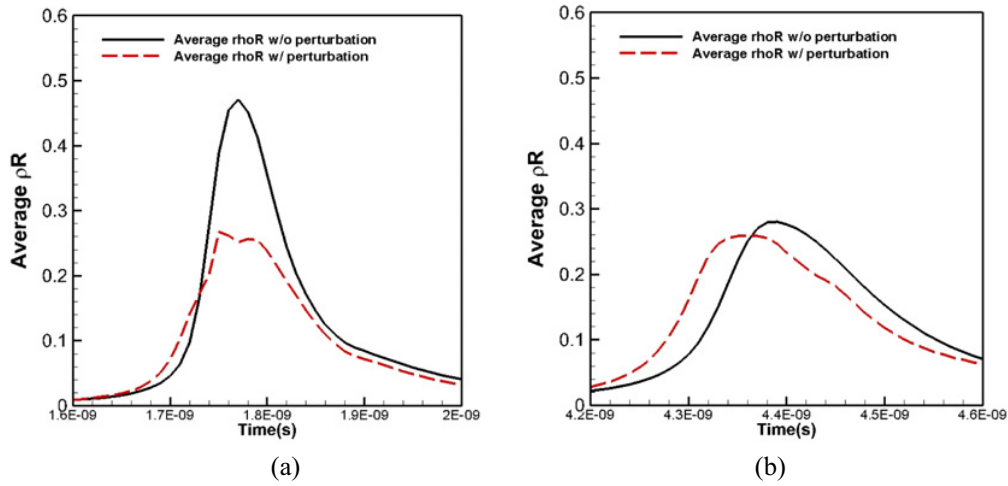 0.6
0.5
0.4
0.3
0.2
0.1
0
Average ρR
Average rhoR w/o perturbation
Average rhoR w/ perturbation
1.6E-09 1.7E-09 1.8E-09 1.9E-09 2E-09
Time(s)
(a)
0.6
0.5
0.4
0.3
0.2
0.1
0
Average ρR
Average rhoR w/o perturbation
Average rhoR w/ perturbation
4.2E-09 4.3E-09 4.4E-09 4.5E-09 4.6E-09
Time(s)
(b)